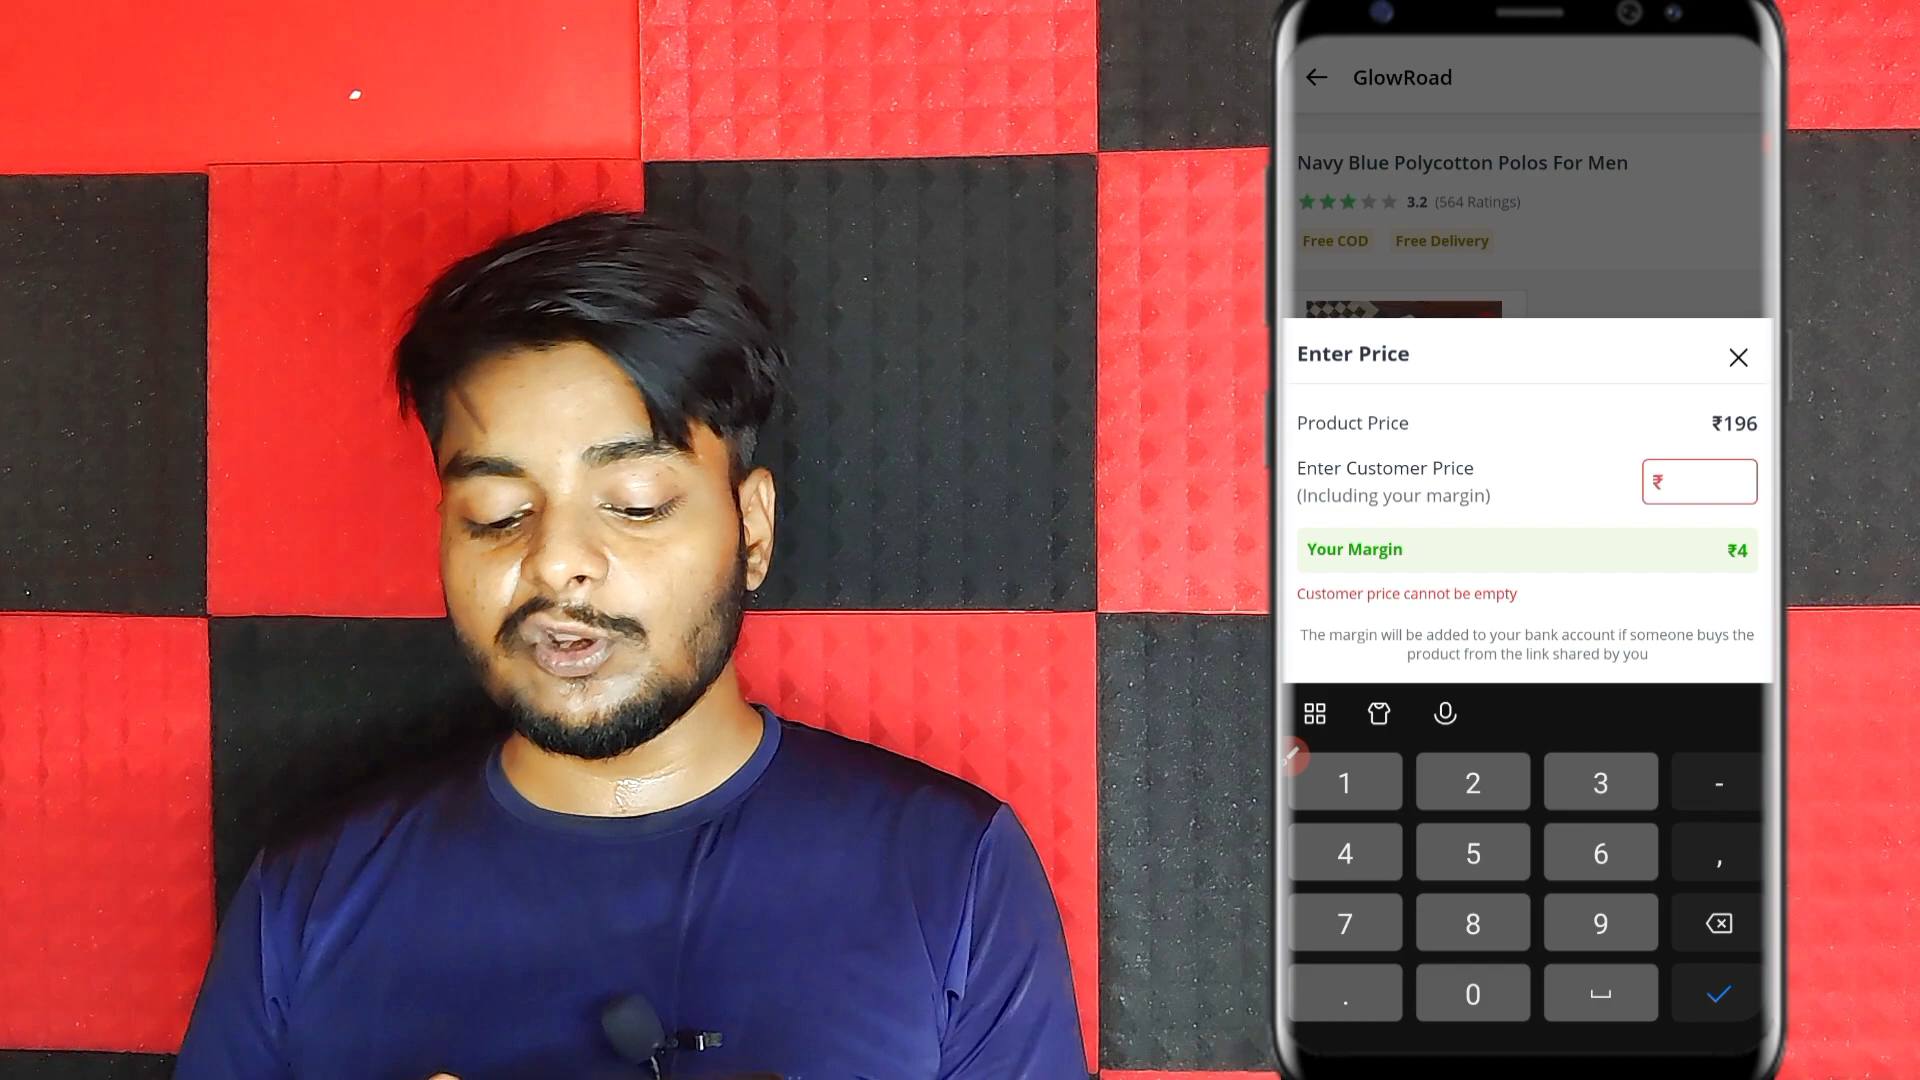 GlowRoad
Navy Blue Polycotton Polos For Men
3.2 (564 Ratings)
Free COD Free Delivery
Enter Price
Product Price ₹196
Enter Customer Price
(Including your margin)
₹
Your Margin ₹4
Customer price cannot be empty
The margin will be added to your bank account if someone buys the
product from the link shared by you
1 2 3 -
4 5 6 ,
7 8 9
. 0